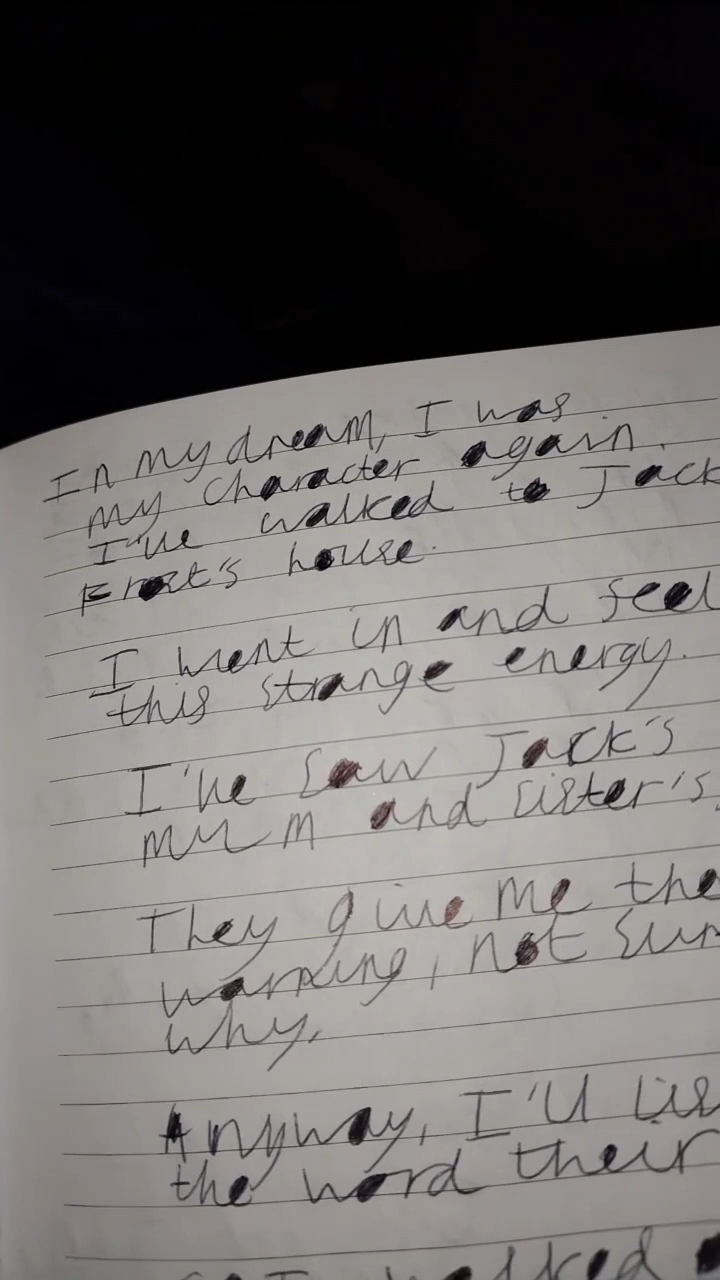 In my dream, I was
my character again.
I've walked to Jack
Frost's house.
I went in and feel
this strange energy.
I've saw Jack's
mum and sister's.
They give me the
warning, not
why,
Anyway, I'll
the word their
I walked